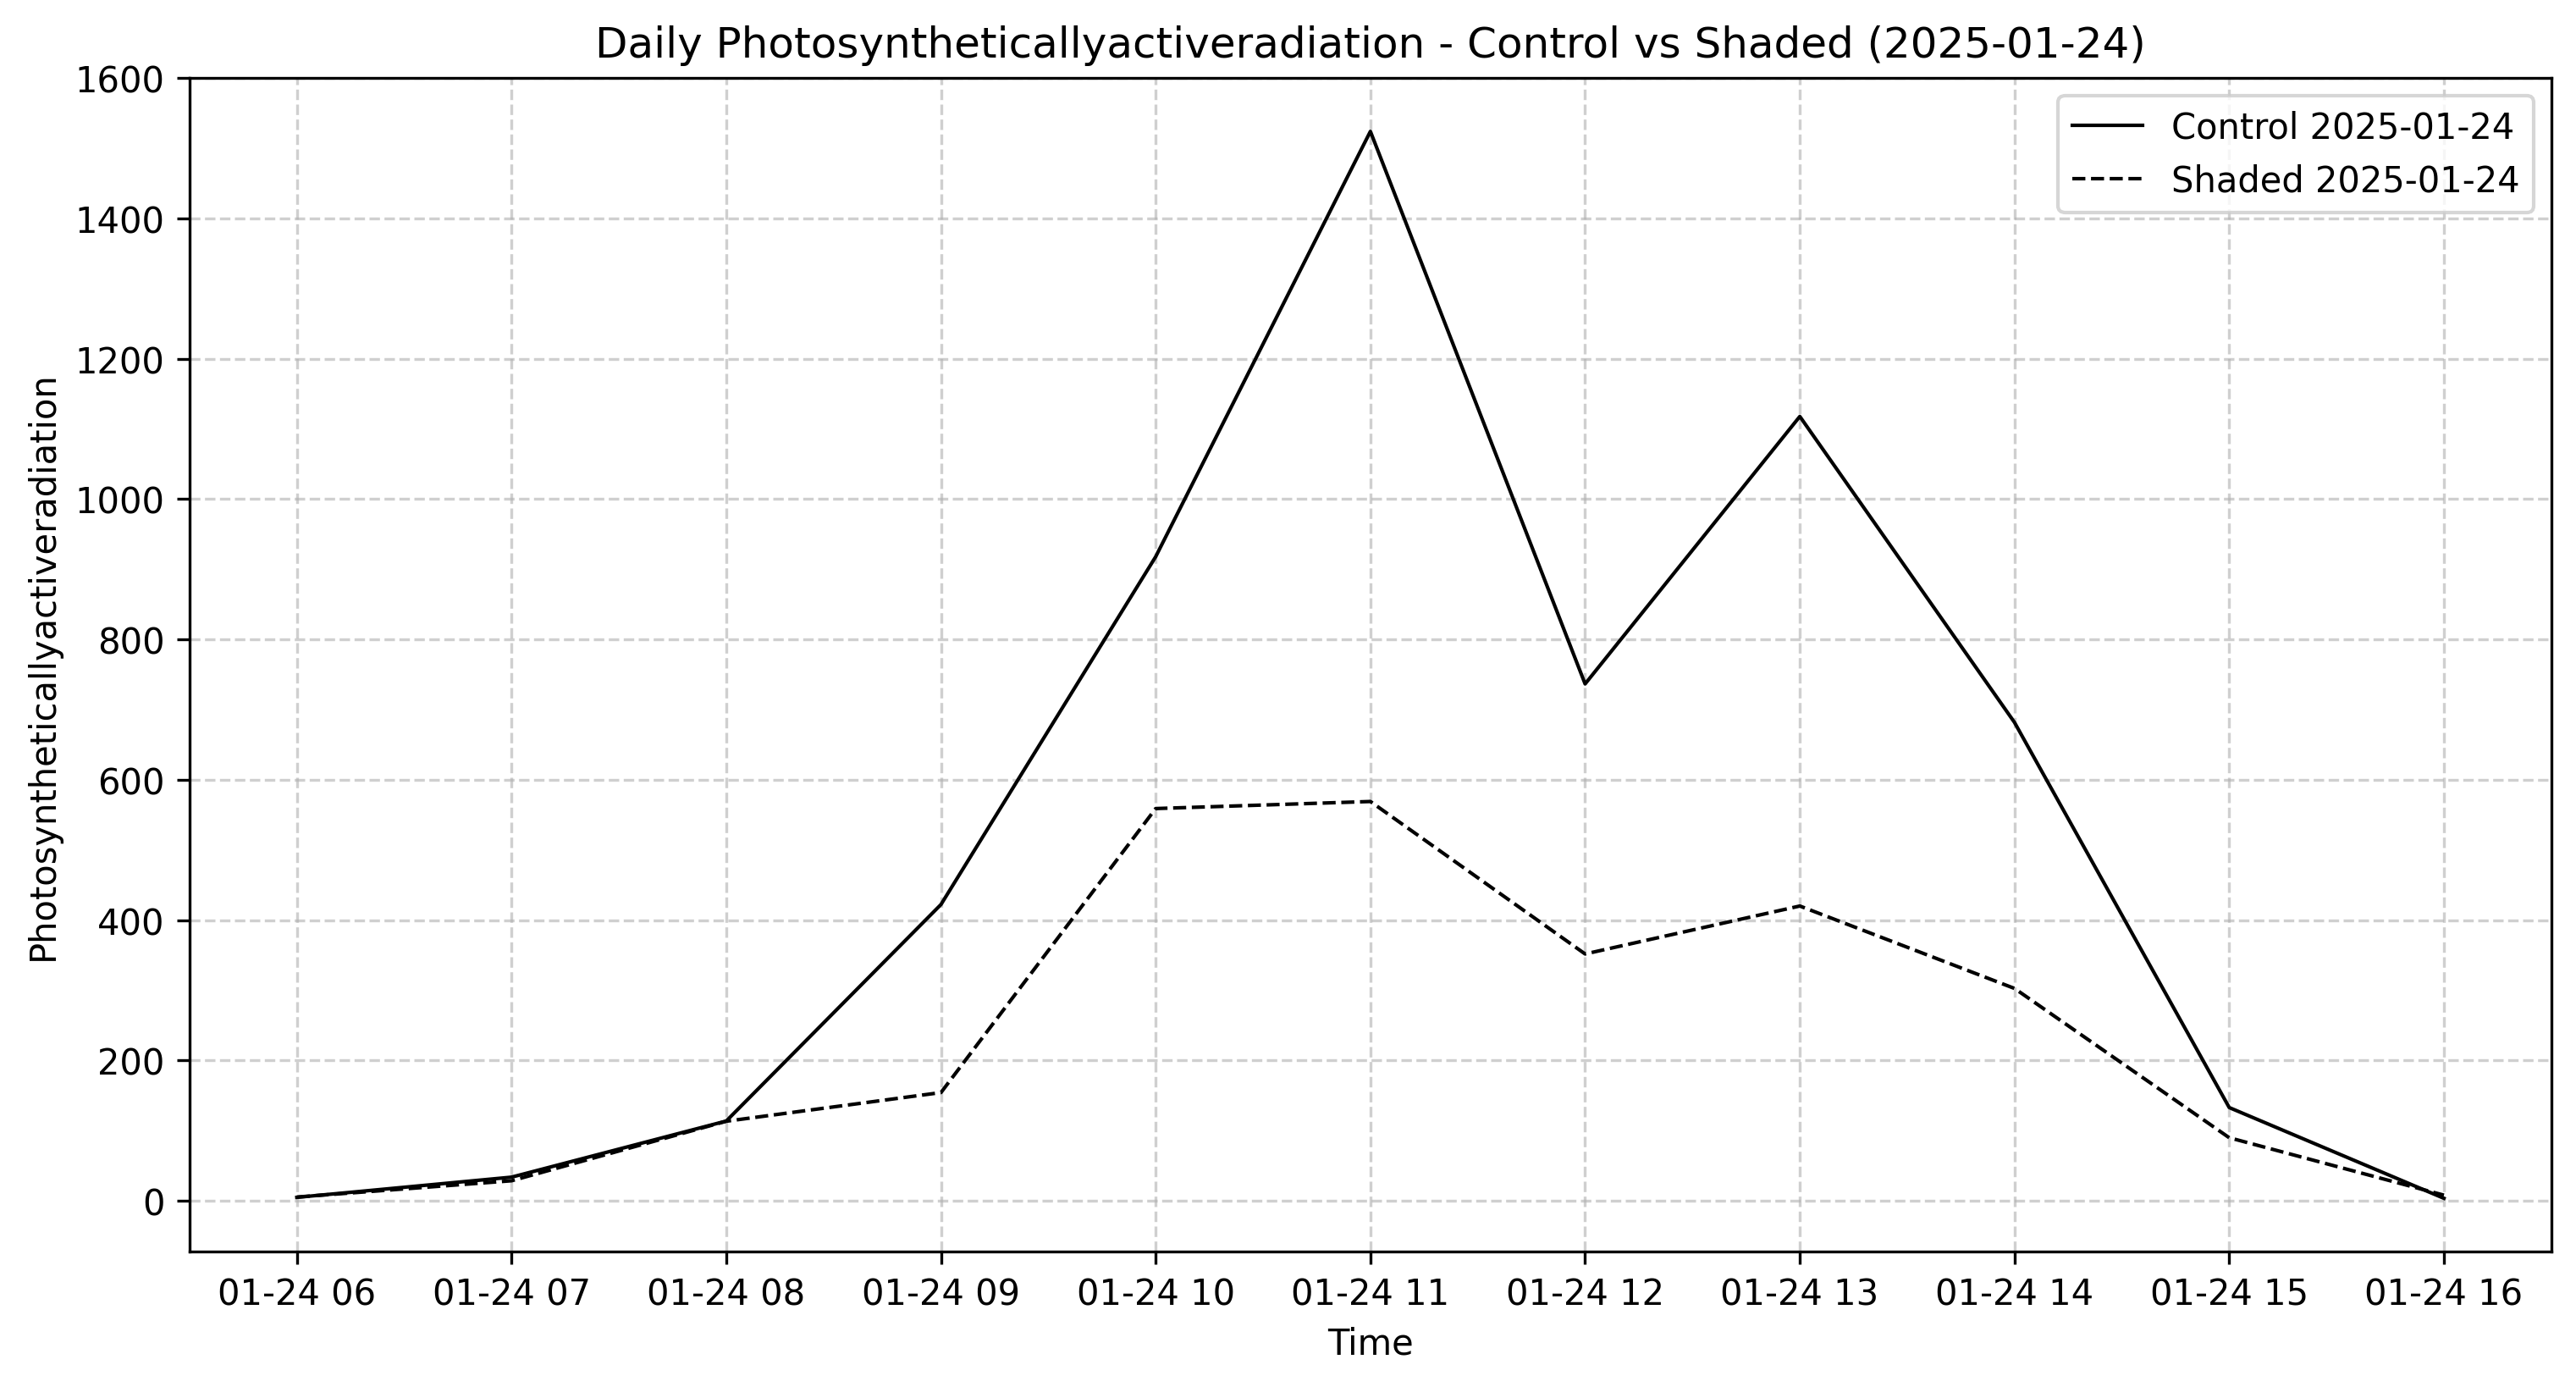 Daily Photosyntheticallyactiveradiation - Control vs Shaded (2025-01-24)
Control 2025-01-24
Shaded 2025-01-24
Photosyntheticallyactiveradiation
1600
1400
1200
1000
800
600
400
200
0
01-24 06 01-24 07 01-24 08 01-24 09 01-24 10 01-24 11 01-24 12 01-24 13 01-24 14 01-24 15 01-24 16
Time